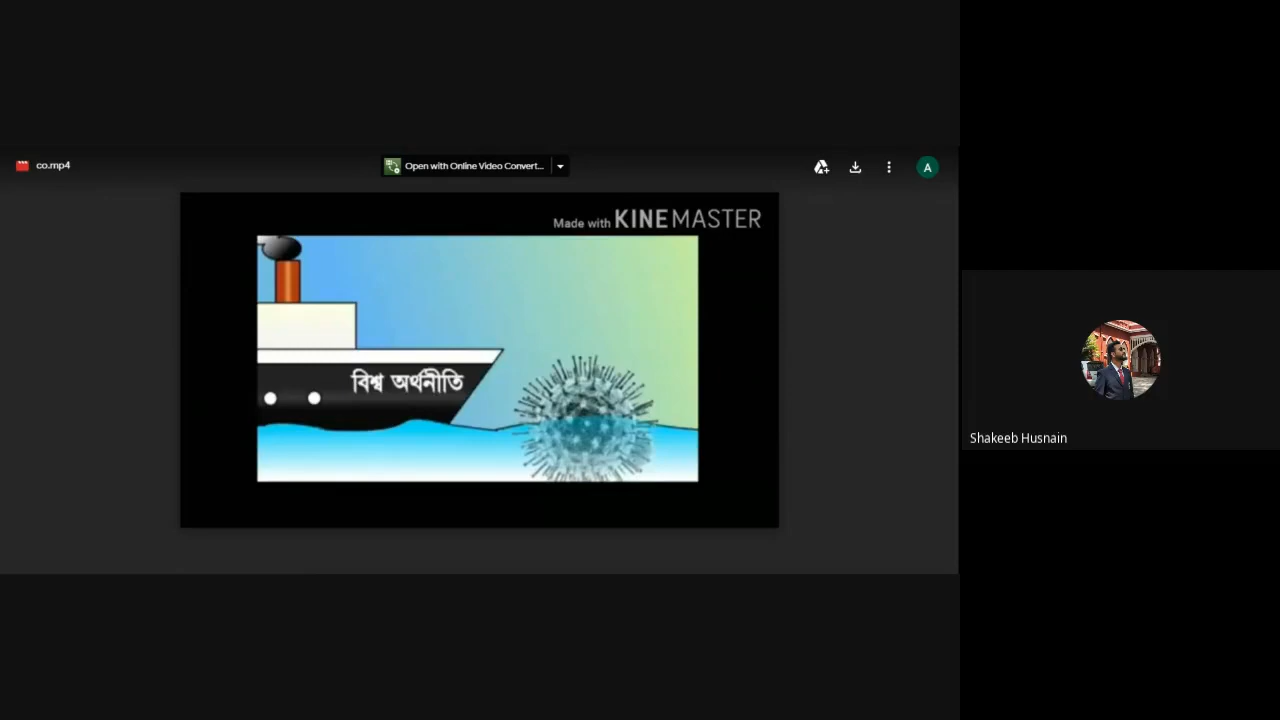 co.mp4
Open with Online Video Convert...
A
Made with KINEMASTER
বিশ্ব অর্থনীতি
Shakeeb Husnain